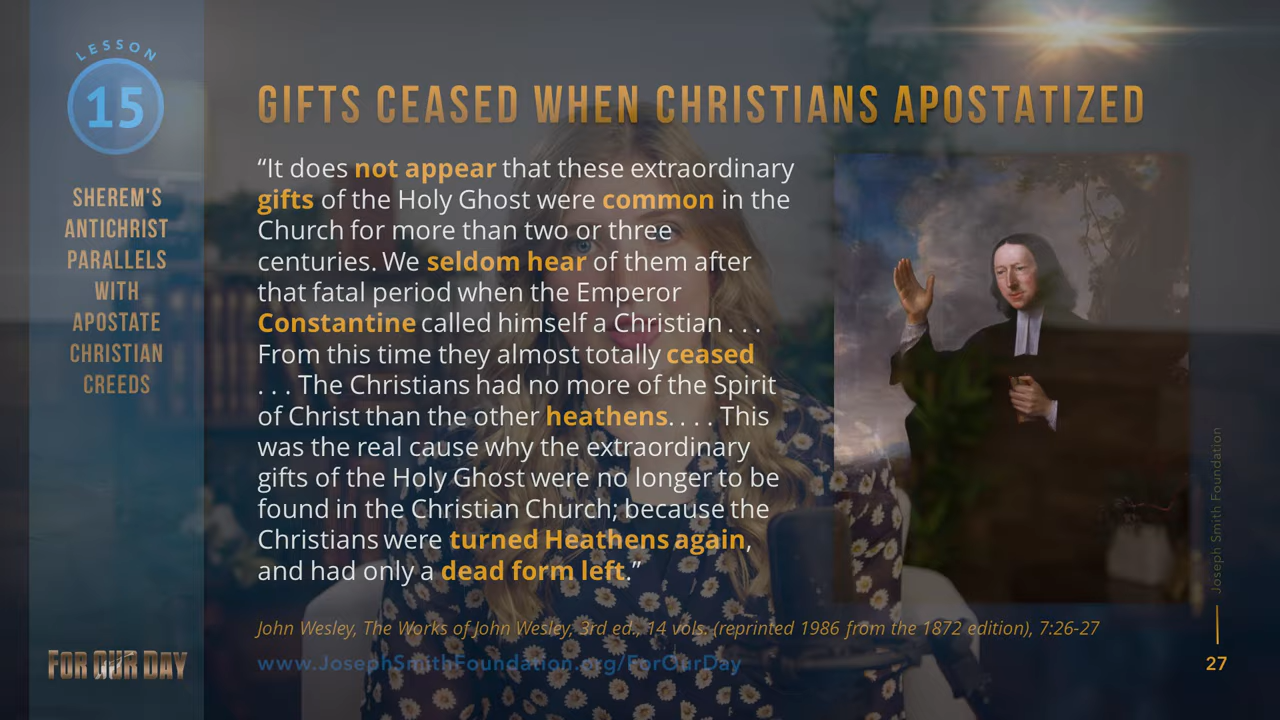 LESSON
15
SHEREM'S
ANTICHRIST
PARALLELS
WITH
APOSTATE
CHRISTIAN
CREEDS
FOR OUR DAY
GIFTS CEASED WHEN CHRISTIANS APOSTATIZED
“It does not appear that these extraordinary
gifts of the Holy Ghost were common in the
Church for more than two or three
centuries. We seldom hear of them after
that fatal period when the Emperor
Constantine called himself a Christian . . .
From this time they almost totally ceased
. . . The Christians had no more of the Spirit
of Christ than the other heathens. . . . This
was the real cause why the extraordinary
gifts of the Holy Ghost were no longer to be
found in the Christian Church; because the
Christians were turned Heathens again,
and had only a dead form left.”
John Wesley, The Works of John Wesley, 3rd ed., 14 vols. (reprinted 1986 from the 1872 edition), 7:26-27
www.JosephSmithFoundation.org/ForOurDay
Joseph Smith Foundation
27